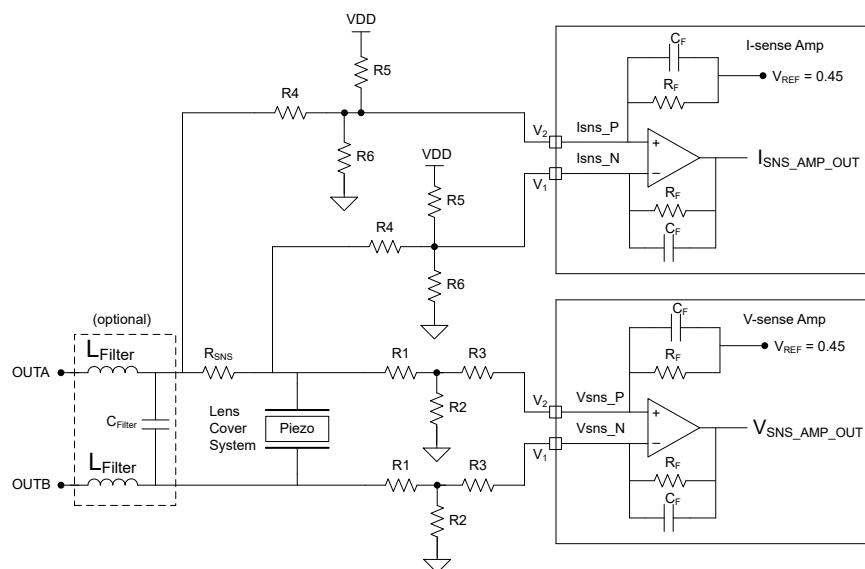 VDD
R5
R4
R6
VDD
R5
R4
R6
CF
I-sense Amp
VREF = 0.45
RF
V2
Isns_P
+
V1
Isns_N
−
ISNS_AMP_OUT
RF
CF
(optional)
LFilter
OUTA
CFilter
LFilter
OUTB
RSNS
Lens
Cover
System
Piezo
R1
R3
R2
R1
R3
R2
CF
V-sense Amp
VREF = 0.45
RF
V2
Vsns_P
+
V1
Vsns_N
−
VSNS_AMP_OUT
RF
CF